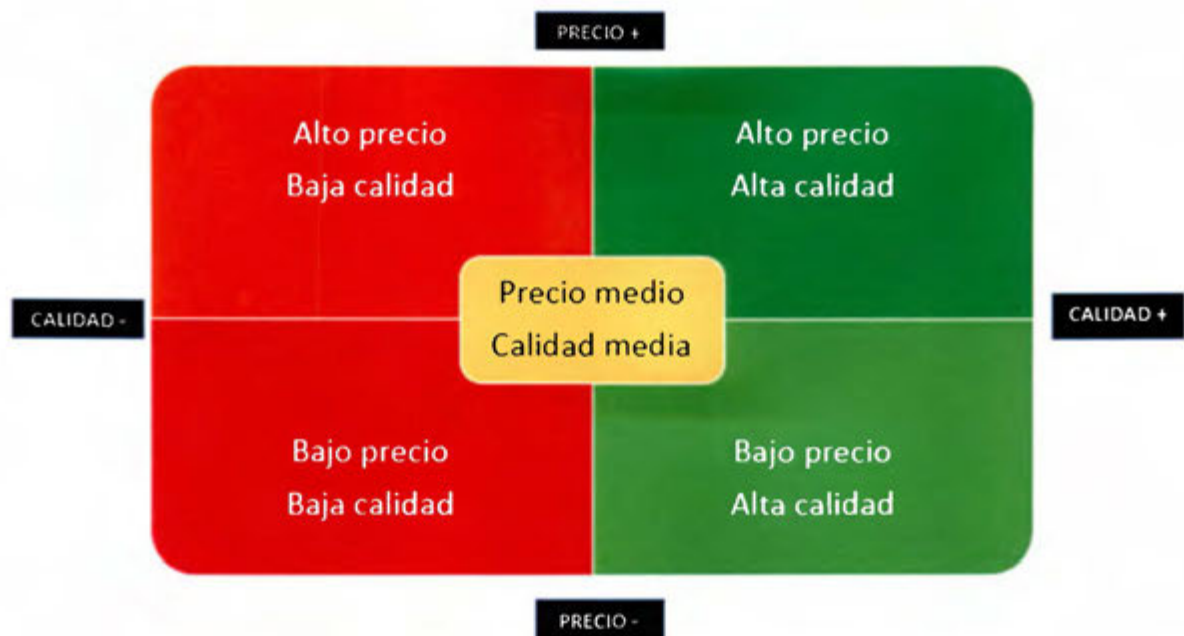 PRECIO +
Alto precio
Baja calidad
Alto precio
Alta calidad
CALIDAD -
Precio medio
Calidad media
CALIDAD +
Bajo precio
Baja calidad
Bajo precio
Alta calidad
PRECIO -